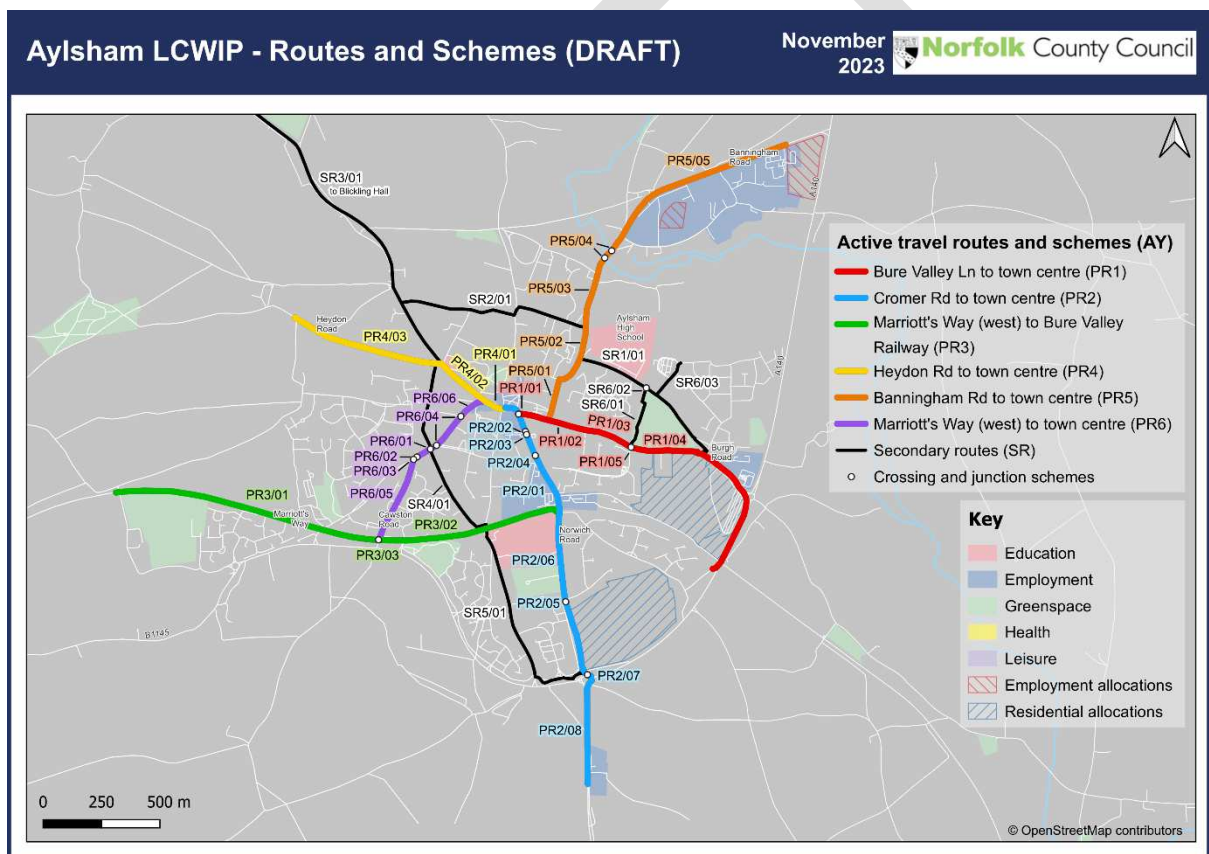 Aylsham LCWIP - Routes and Schemes (DRAFT)
November
2023
Norfolk County Council
SR3/01
to Blickling Hall
PR5/05
Banningham
Road
A140
PR5/04
PR5/03
SR2/01
Aylsham
High
School
PR5/02
SR1/01
Heydon
Road
PR4/03
PR4/01
PR4/02
PR5/01
SR6/02
SR6/03
SR6/01
A140
PR6/06
PR1/01
PR6/04
PR1/03
PR2/02
PR1/02
PR1/04
PR6/01
PR2/03
PR6/02
PR2/04
PR1/05
Burgh
Road
PR6/03
PR6/05
PR2/01
PR3/01
SR4/01
Marriott's
Way
Cawston
Road
PR3/02
Norwich
Road
PR3/03
PR2/06
PR2/05
SR5/01
B1145
PR2/07
PR2/08
Active travel routes and schemes (AY)
Bure Valley Ln to town centre (PR1)
Cromer Rd to town centre (PR2)
Marriott's Way (west) to Bure Valley
Railway (PR3)
Heydon Rd to town centre (PR4)
Banningham Rd to town centre (PR5)
Marriott's Way (west) to town centre (PR6)
Secondary routes (SR)
Crossing and junction schemes
Key
Education
Employment
Greenspace
Health
Leisure
Employment allocations
Residential allocations
0 250 500 m
© OpenStreetMap contributors